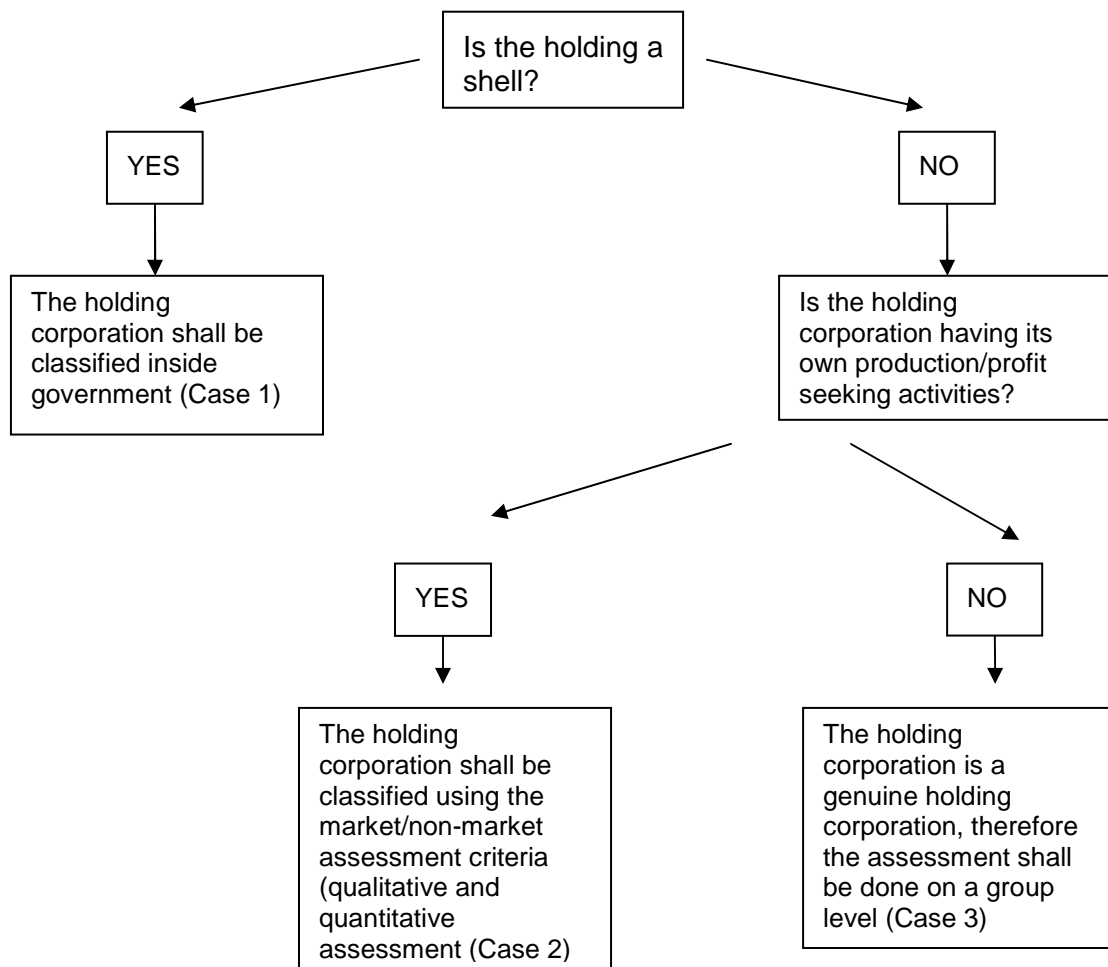 Is the holding a
shell?
YES
NO
The holding
corporation shall be
classified inside
government (Case 1)
Is the holding
corporation having its
own production/profit
seeking activities?
YES
NO
The holding
corporation shall be
classified using the
market/non-market
assessment criteria
(qualitative and
quantitative
assessment (Case 2)
The holding
corporation is a
genuine holding
corporation, therefore
the assessment shall
be done on a group
level (Case 3)